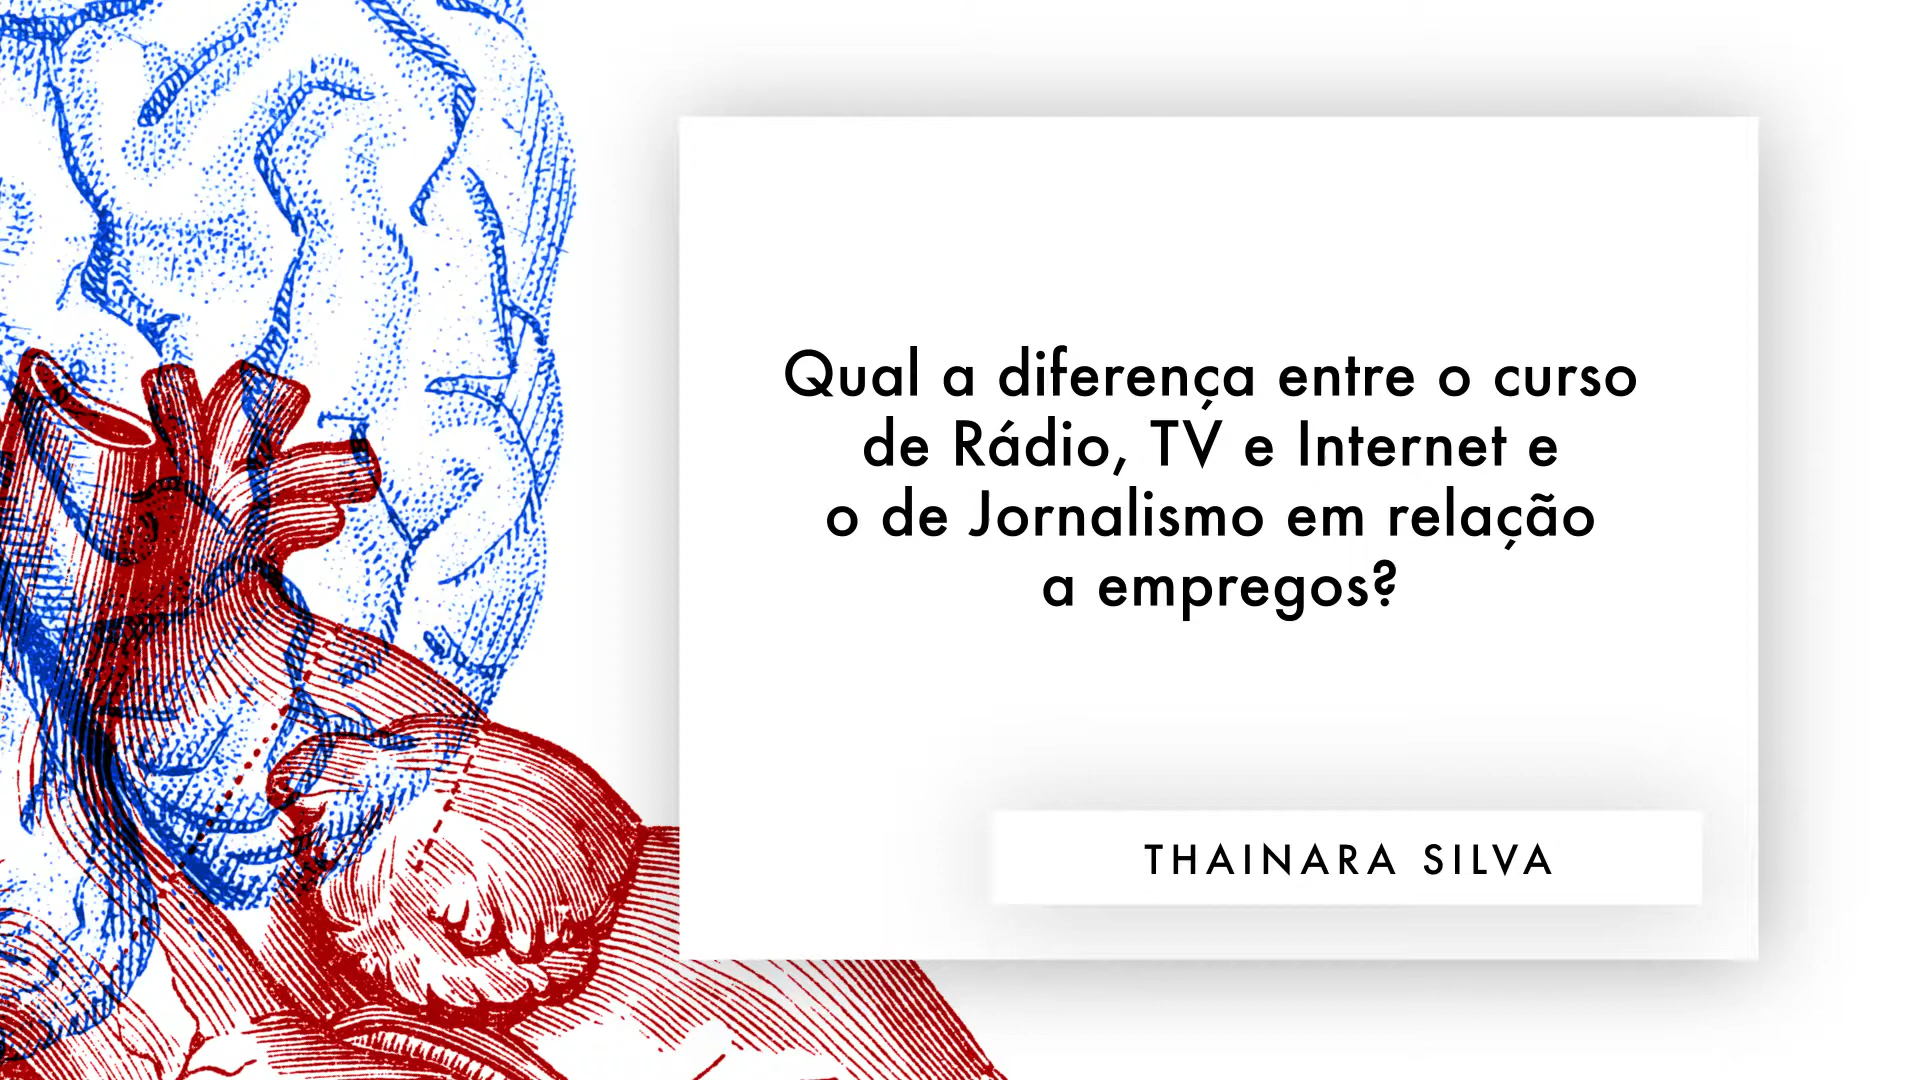 Qual a diferença entre o curso
de Rádio, TV e Internet e
o de Jornalismo em relação
a empregos?
THAINARA SILVA